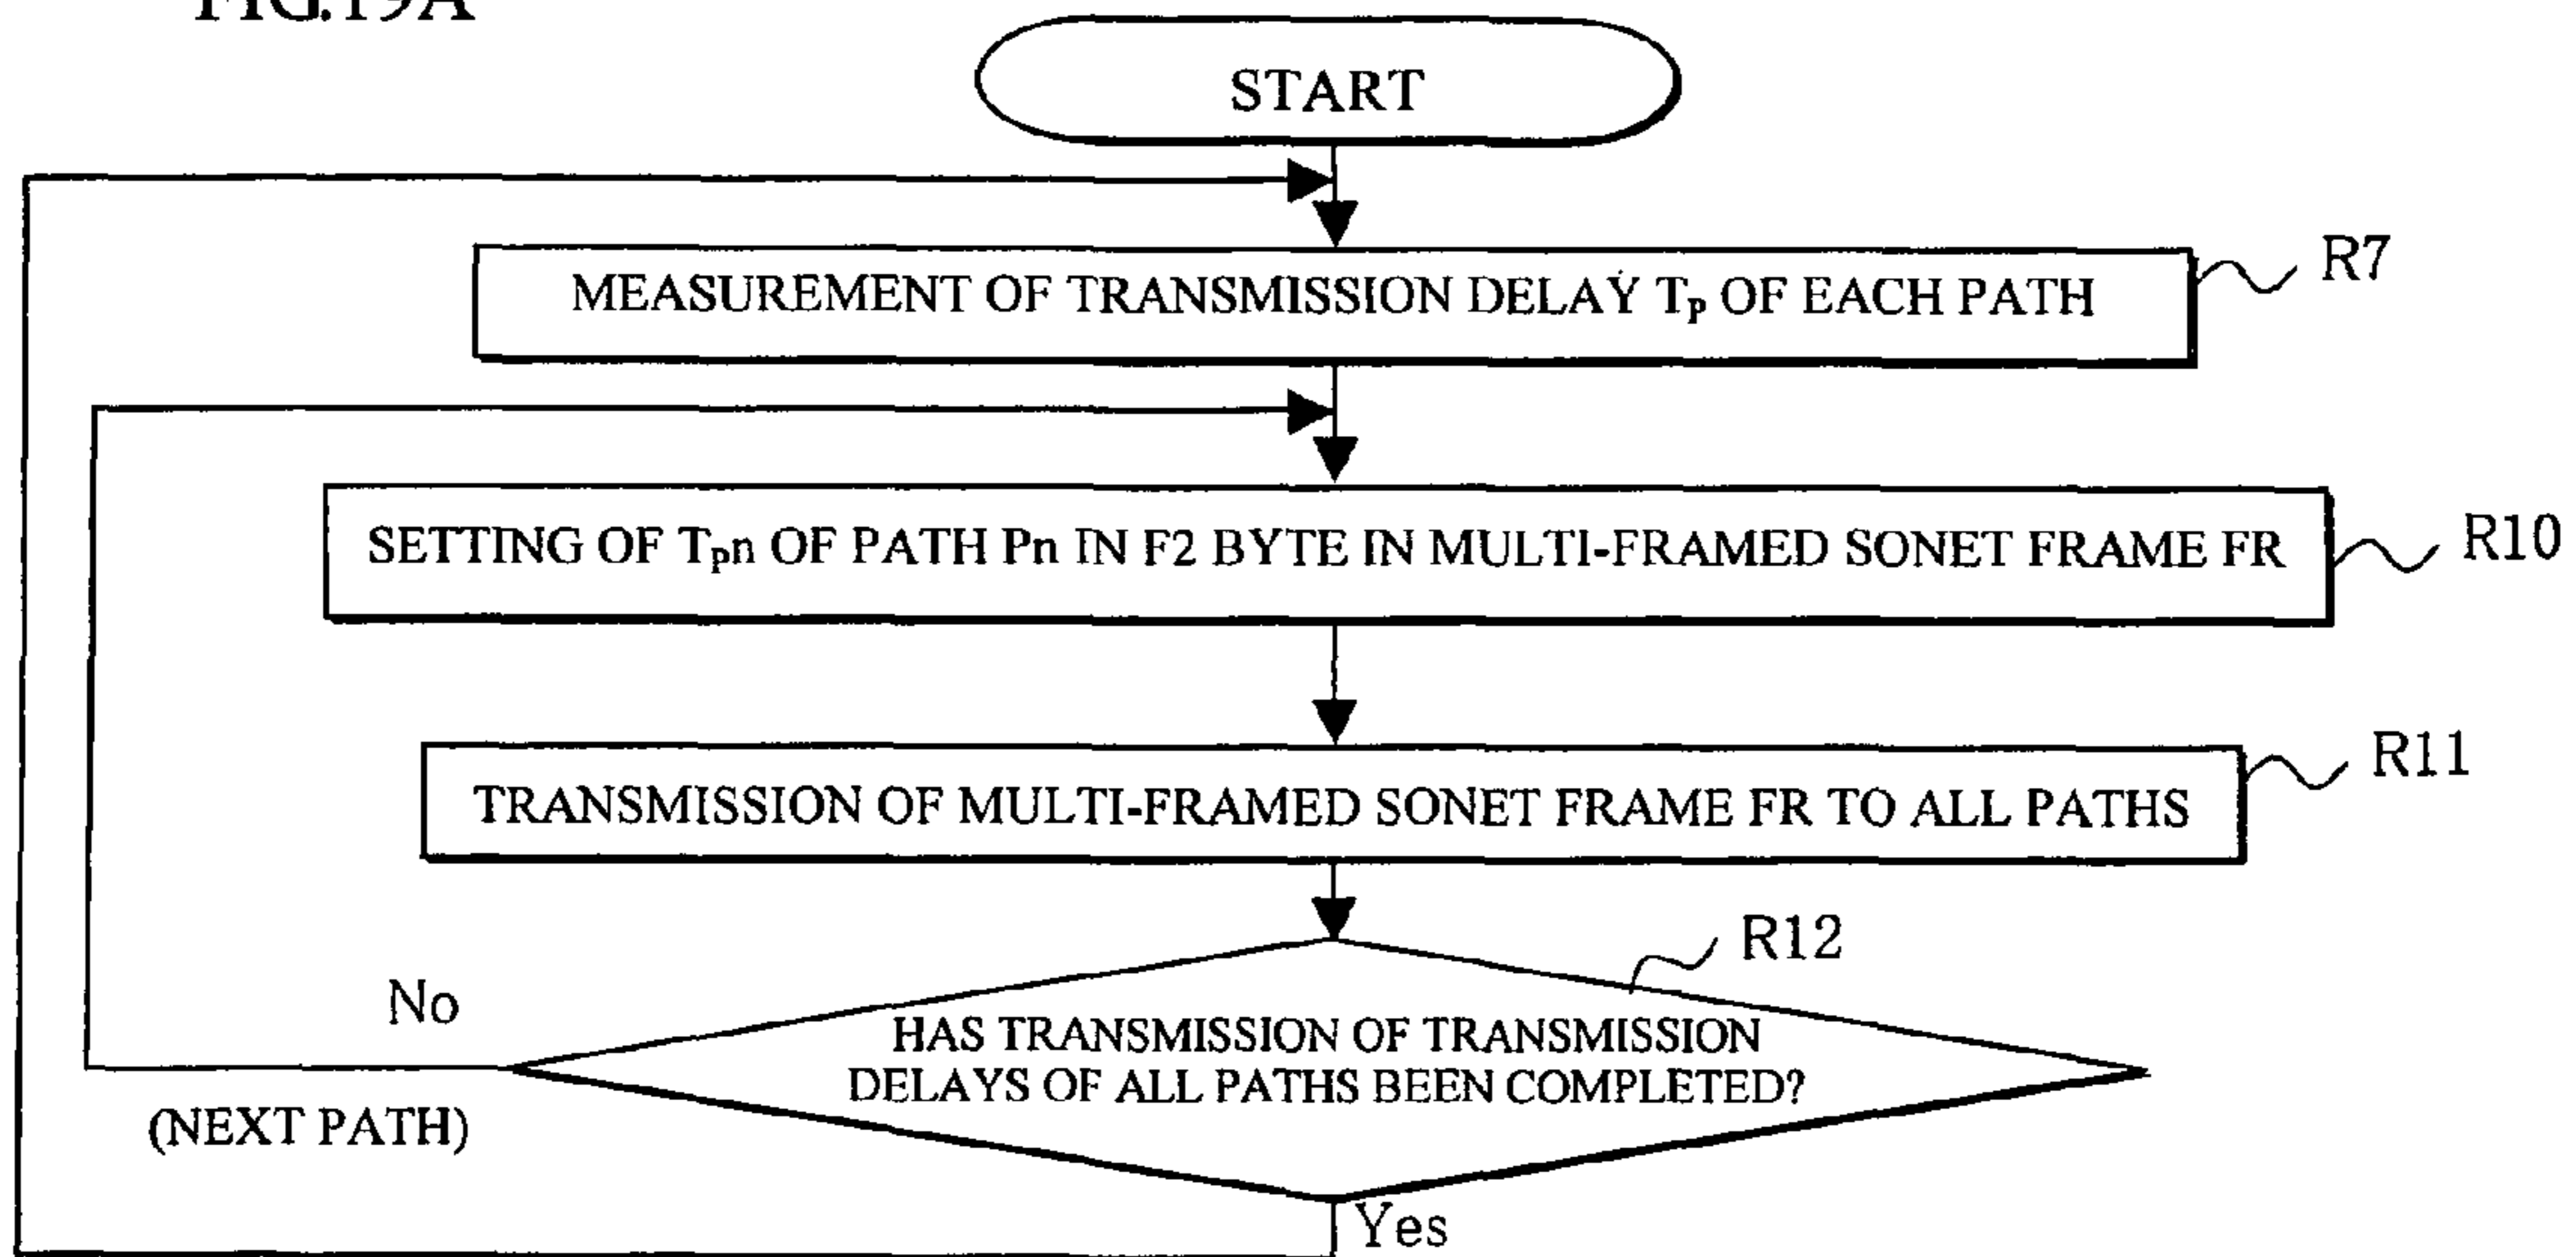 FIG.19A
START
MEASUREMENT OF TRANSMISSION DELAY Tp OF EACH PATH
R7
SETTING OF Tpn OF PATH Pn IN F2 BYTE IN MULTI-FRAMED SONET FRAME FR
R10
TRANSMISSION OF MULTI-FRAMED SONET FRAME FR TO ALL PATHS
R11
R12
No
HAS TRANSMISSION OF TRANSMISSION
DELAYS OF ALL PATHS BEEN COMPLETED?
(NEXT PATH)
Yes